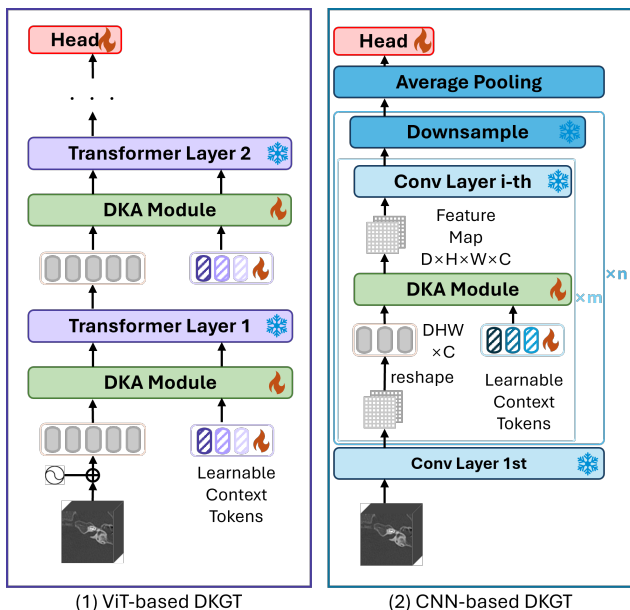 Head
. . .
Transformer Layer 2
DKA Module
Transformer Layer 1
DKA Module
Learnable
Context
Tokens
(1) ViT-based DKGT
Head
Average Pooling
Downsample
Conv Layer i-th
Feature
Map
D×H×W×C
×n
×m
DKA Module
DHW
×C
reshape
Learnable
Context
Tokens
Conv Layer 1st
(2) CNN-based DKGT